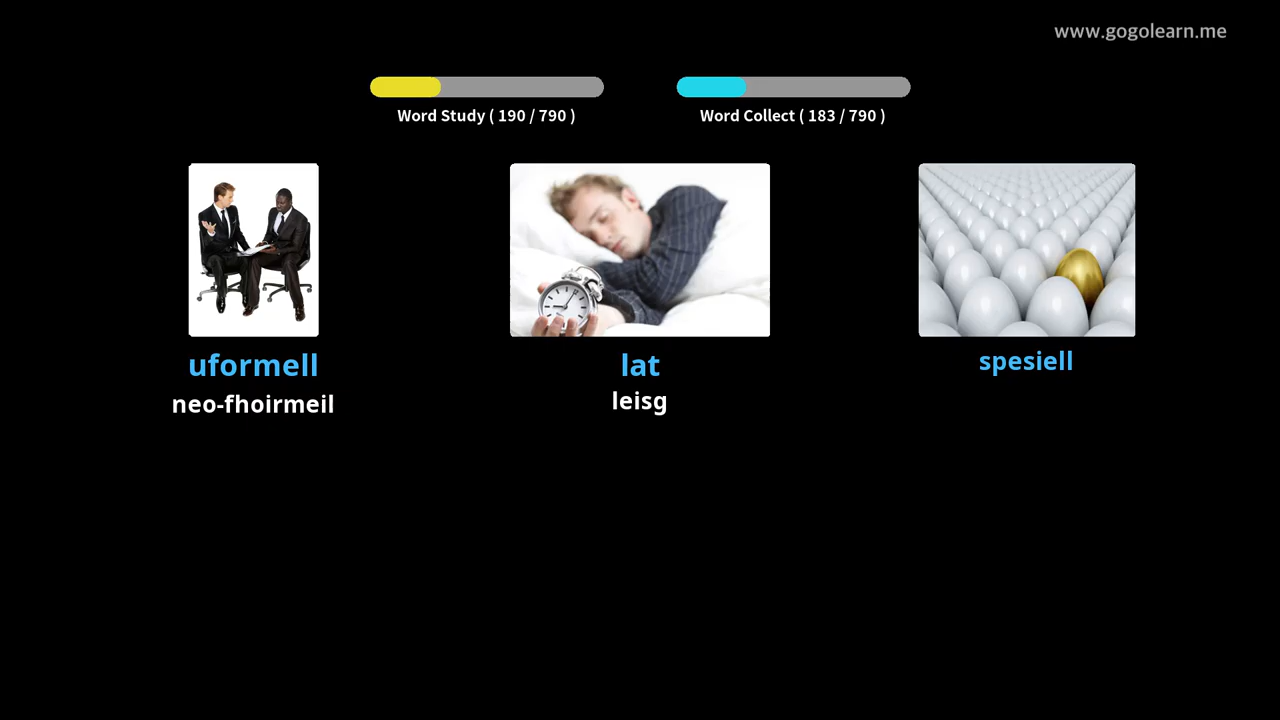 www.gogolearn.me
Word Study ( 190 / 790 )
Word Collect ( 183 / 790 )
uformell
lat
spesiell
neo-fhoirmeil
leisg